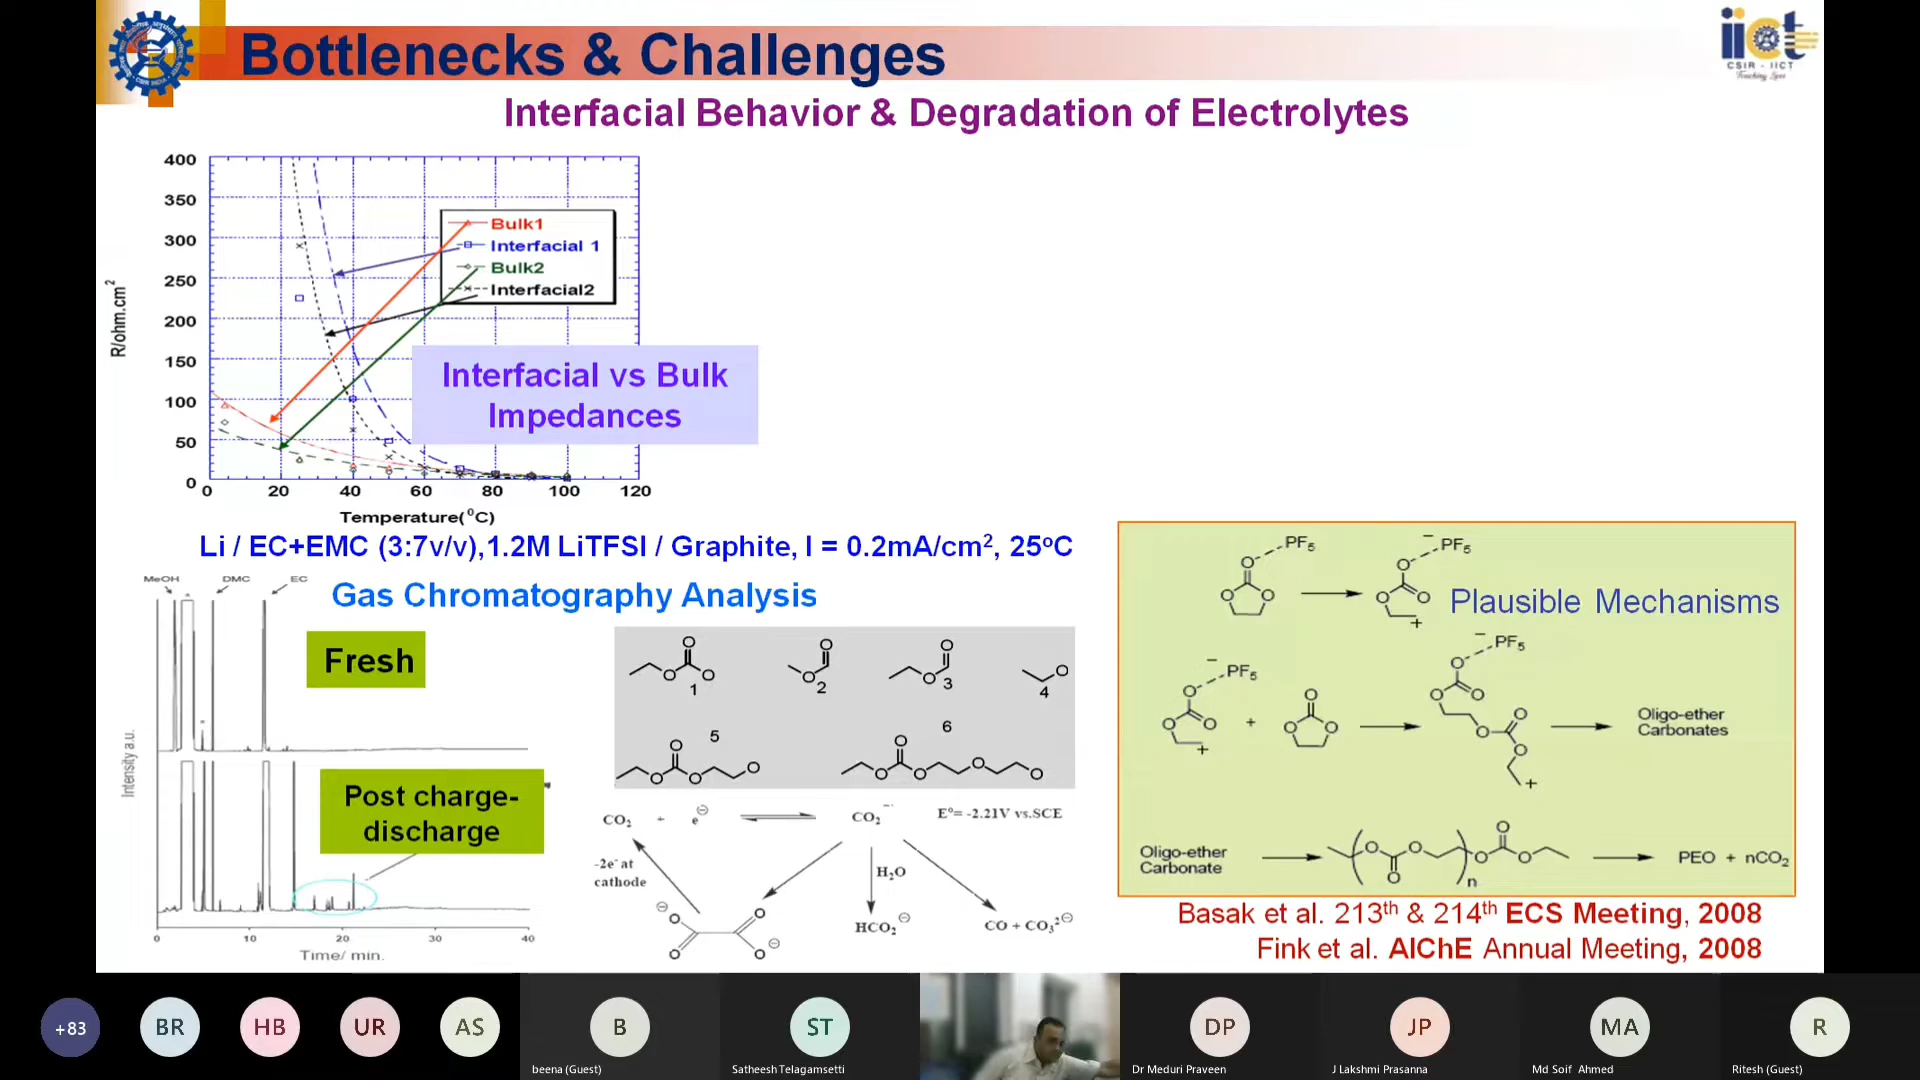 Bottlenecks & Challenges
iict
CSIR - IICT
Touching lives
Interfacial Behavior & Degradation of Electrolytes
400
350
300
250
200
150
100
50
0
R/ohm.cm²
Bulk1
Interfacial 1
Bulk2
Interfacial2
Interfacial vs Bulk
Impedances
0 20 40 60 80 100 120
Temperature(⁰C)
Li / EC+EMC (3:7v/v),1.2M LiTFSI / Graphite, I = 0.2mA/cm², 25ᵒC
MeOH DMC EC
Gas Chromatography Analysis
Fresh
Post charge-
discharge
Intensity a.u.
0 10 20 30 40
Time/ min.
1 2 3 4
5 6
CO₂ + e⊖ CO₂⁻· E°= -2.21V vs.SCE
-2e⁻ at
cathode
H₂O
HCO₂⊖
CO + CO₃²⊖
PF₅ PF₅
Plausible Mechanisms
PF₅
PF₅
+
Oligo-ether
Carbonates
Oligo-ether
Carbonate
n
PEO + nCO₂
Basak et al. 213ᵗʰ & 214ᵗʰ ECS Meeting, 2008
Fink et al. AIChE Annual Meeting, 2008
+83 BR HB UR AS B ST DP JP MA R
beena (Guest)
Satheesh Telagamsetti
Dr Meduri Praveen
J Lakshmi Prasanna
Md Soif Ahmed
Ritesh (Guest)